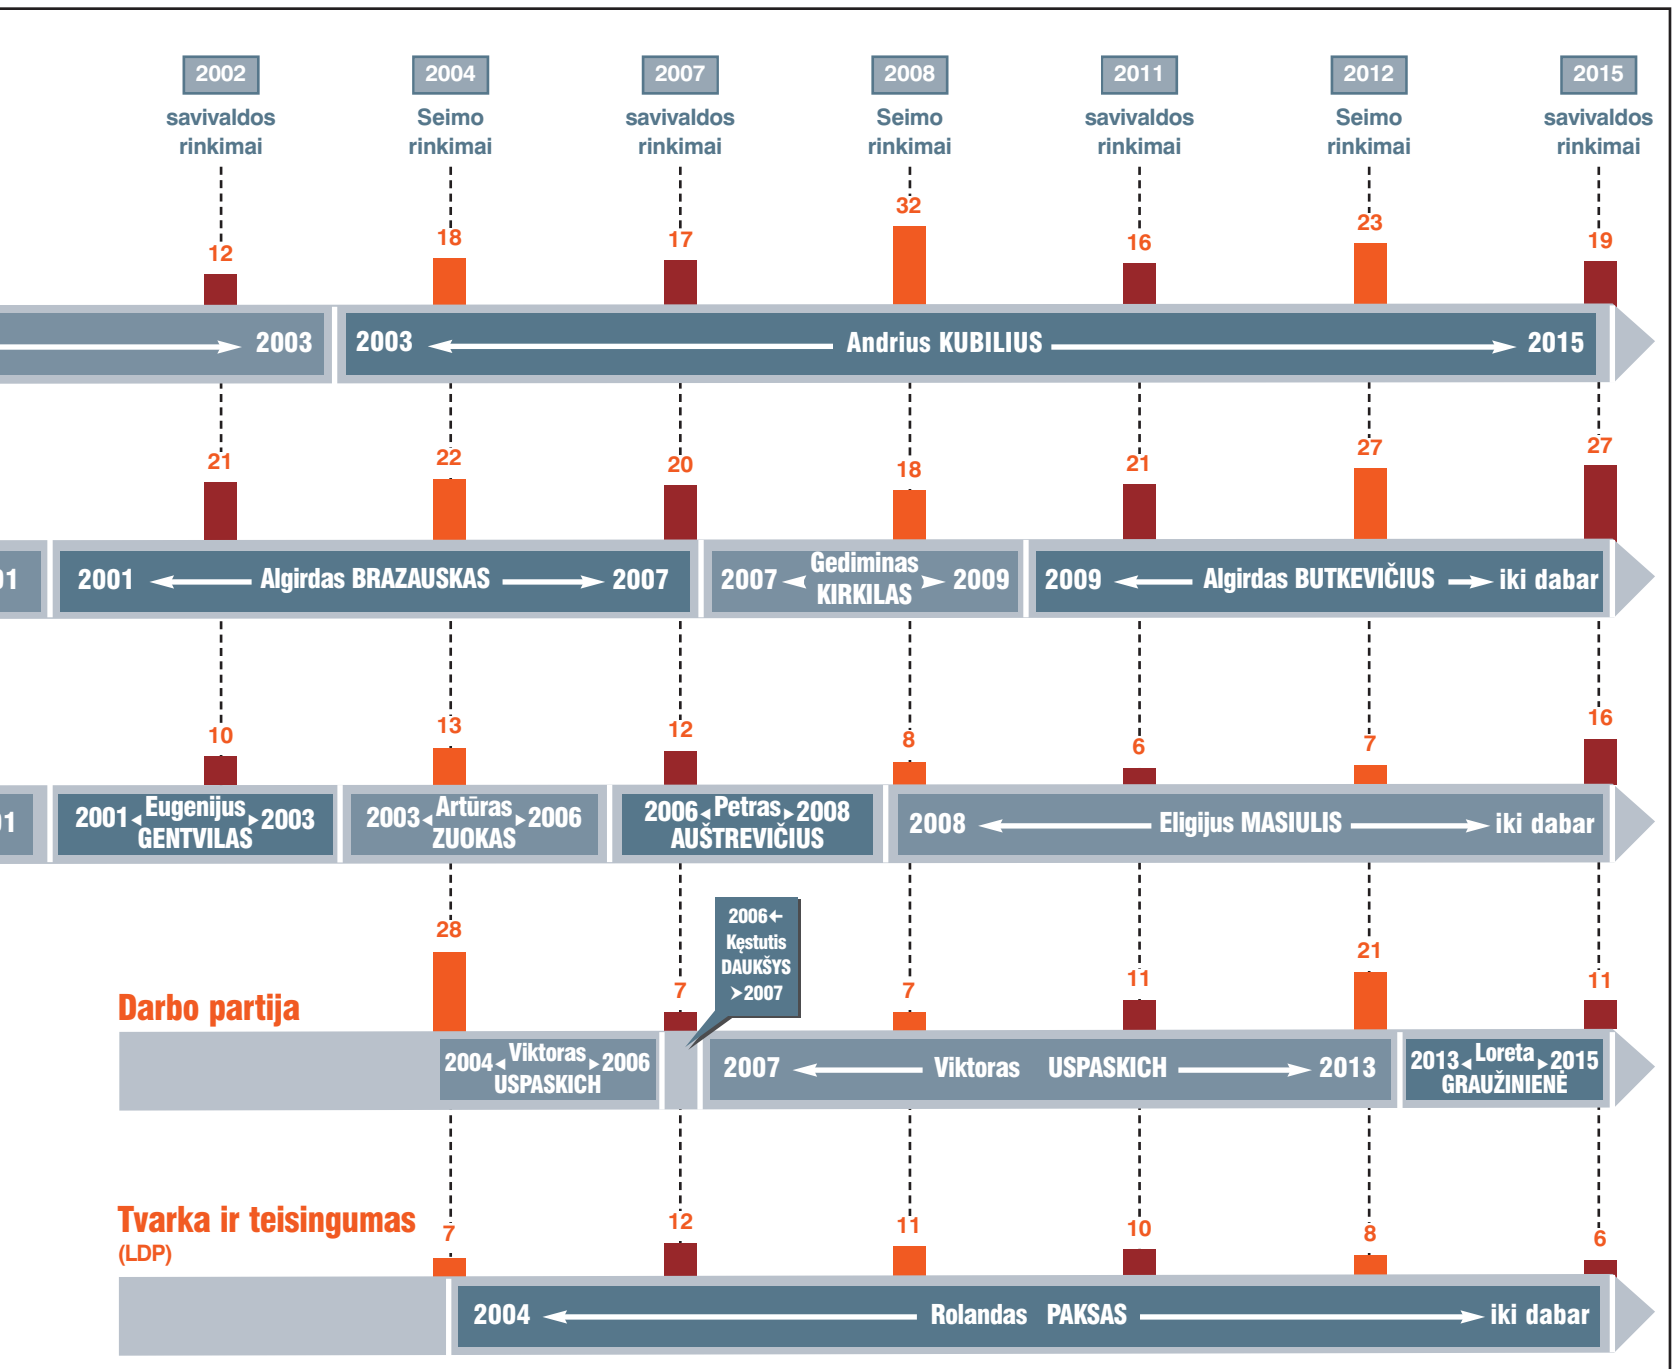 2002
savivaldos
rinkimai
2004
Seimo
rinkimai
2007
savivaldos
rinkimai
2008
Seimo
rinkimai
2011
savivaldos
rinkimai
2012
Seimo
rinkimai
2015
savivaldos
rinkimai
12 18 17 32 16 23 19
2003 2003 Andrius KUBILIUS 2015
21 22 20 18 21 27 27
01 2001 Algirdas BRAZAUSKAS 2007
2007 Gediminas 2009
KIRKILAS
2009 Algirdas BUTKEVIČIUS iki dabar
10 13 12 8 6 7 16
01
2001 Eugenijus 2003
GENTVILAS
2003 Artūras 2006
ZUOKAS
2006 Petras 2008
AUŠTREVIČIUS
2008 Eligijus MASIULIS iki dabar
28 7 7 11 21 11
2006
Kęstutis
DAUKŠYS
2007
Darbo partija
2004 Viktoras 2006
USPASKICH
2007 Viktoras USPASKICH 2013
2013 Loreta 2015
GRAUŽINIENĖ
Tvarka ir teisingumas
(LDP)
7 12 11 10 8 6
2004 Rolandas PAKSAS iki dabar